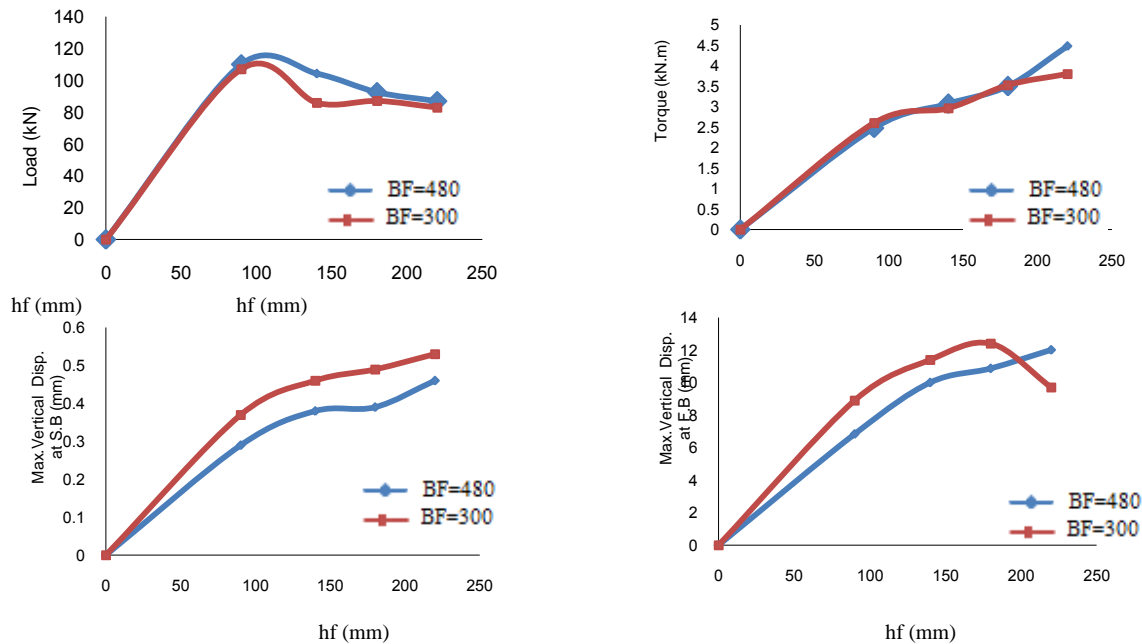 Load (kN)
140
120
100
80
60
40
20
0
0 50 100 150 200 250
BF=480
BF=300
hf (mm) hf (mm)
Torque (kN.m)
5
4.5
4
3.5
3
2.5
2
1.5
1
0.5
0
0 50 100 150 200 250
BF=480
BF=300
Max.Vertical Disp.
at S.B (mm)
0.6
0.5
0.4
0.3
0.2
0.1
0
0 50 100 150 200 250
BF=480
BF=300
hf (mm)
Max.Vertical Disp.
at F.B (mm)
14
12
10
8
6
4
2
0
0 50 100 150 200 250
BF=480
BF=300
hf (mm)